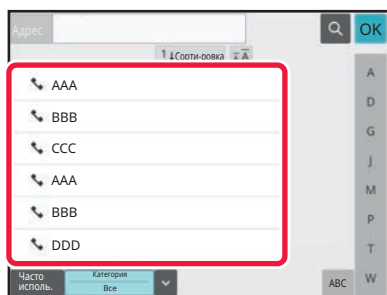 Адрес
OK
1 Сорти-ровка A
AAA
BBB
CCC
AAA
BBB
DDD
A
D
G
J
M
P
T
W
Часто
исполь.
Категория
Все
ABC